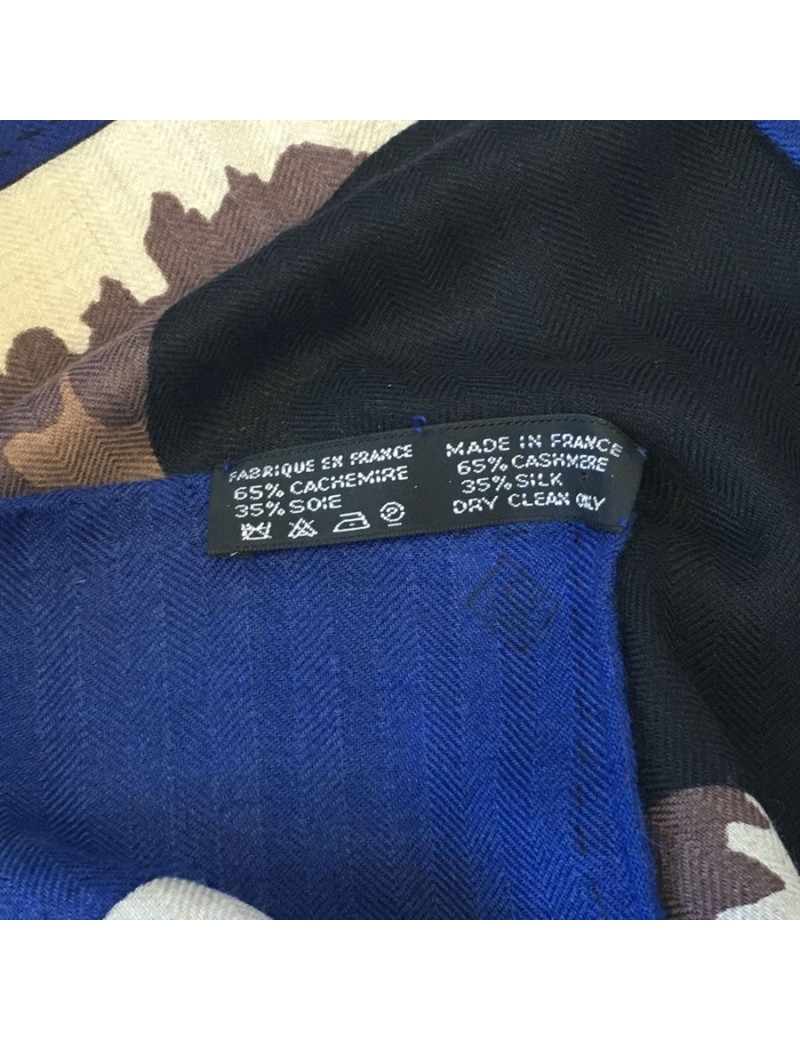 FABRIQUE EN FRANCE
65% CACHEMIRE
35% SOIE
MADE IN FRANCE
65% CASHMERE
35% SILK
DRY CLEAN ONLY